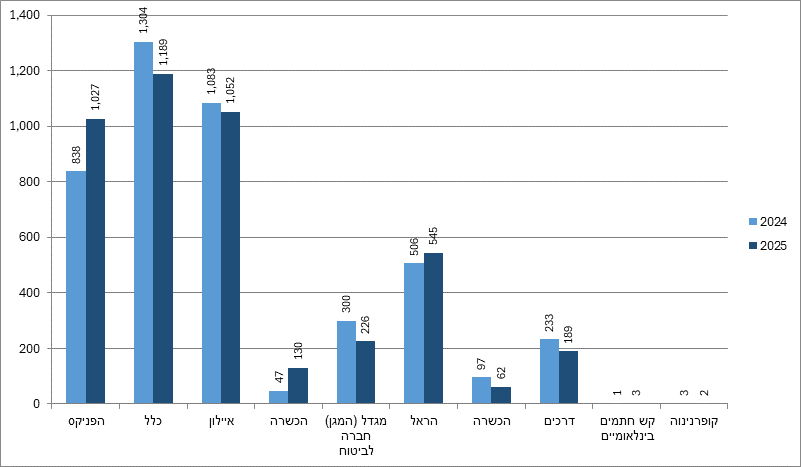 1,400
1,200
1,000
800
600
400
200
0
838
1,027
1,304
1,189
1,083
1,052
47
130
300
226
506
545
97
62
233
189
1
3
3
2
הפניקס
כלל
איילון
הכשרה
מגדל (המגן)
חברה
לביטוח
הראל
הכשרה
דרכים
קש חתמים
בינלאומיים
קופרנינוה
2024
2025